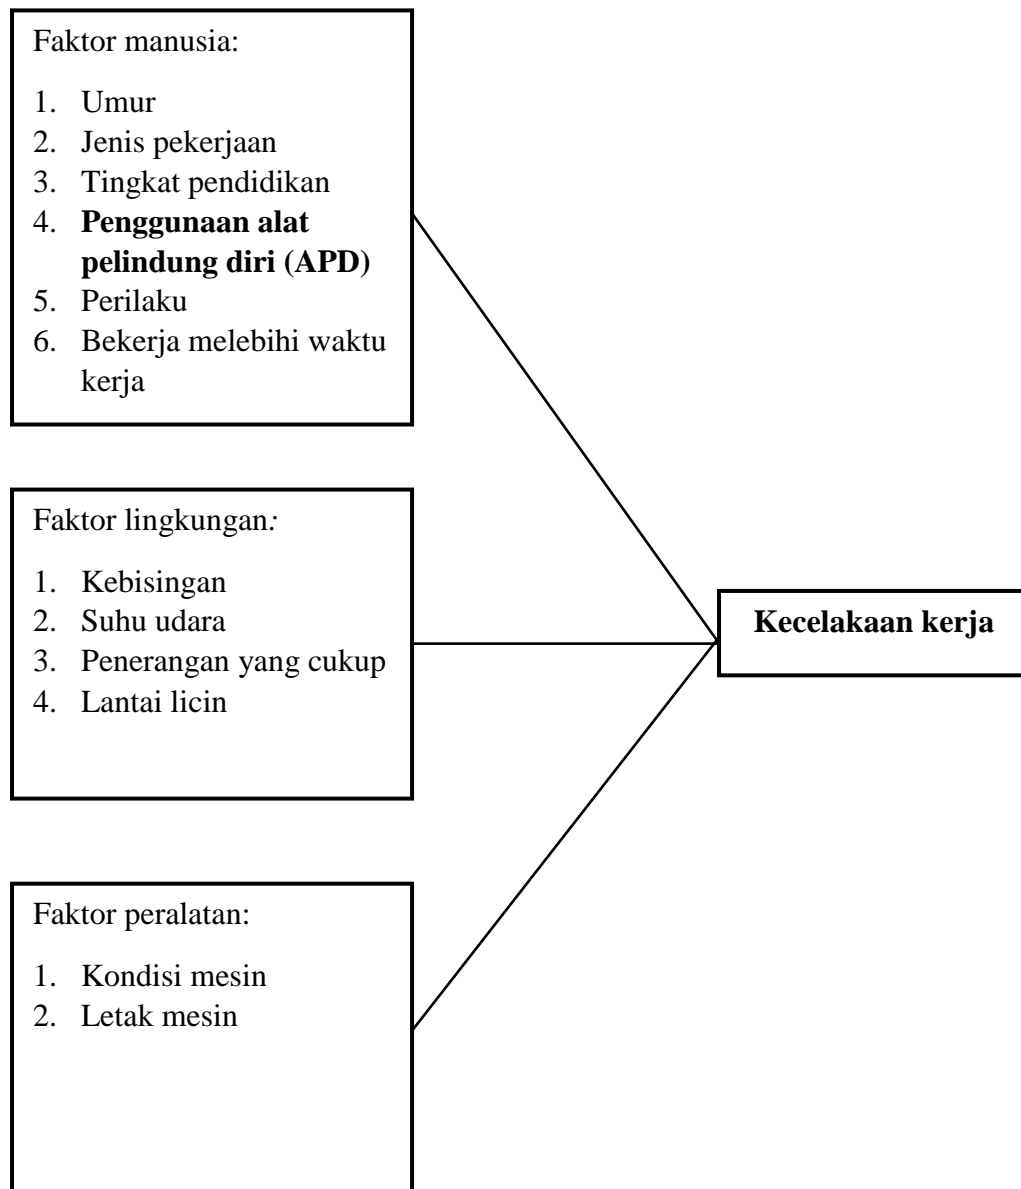 Faktor manusia:
1. Umur
2. Jenis pekerjaan
3. Tingkat pendidikan
4. Penggunaan alat
pelindung diri (APD)
5. Perilaku
6. Bekerja melebihi waktu
kerja
Faktor lingkungan:
1. Kebisingan
2. Suhu udara
3. Penerangan yang cukup
4. Lantai licin
Kecelakaan kerja
Faktor peralatan:
1. Kondisi mesin
2. Letak mesin